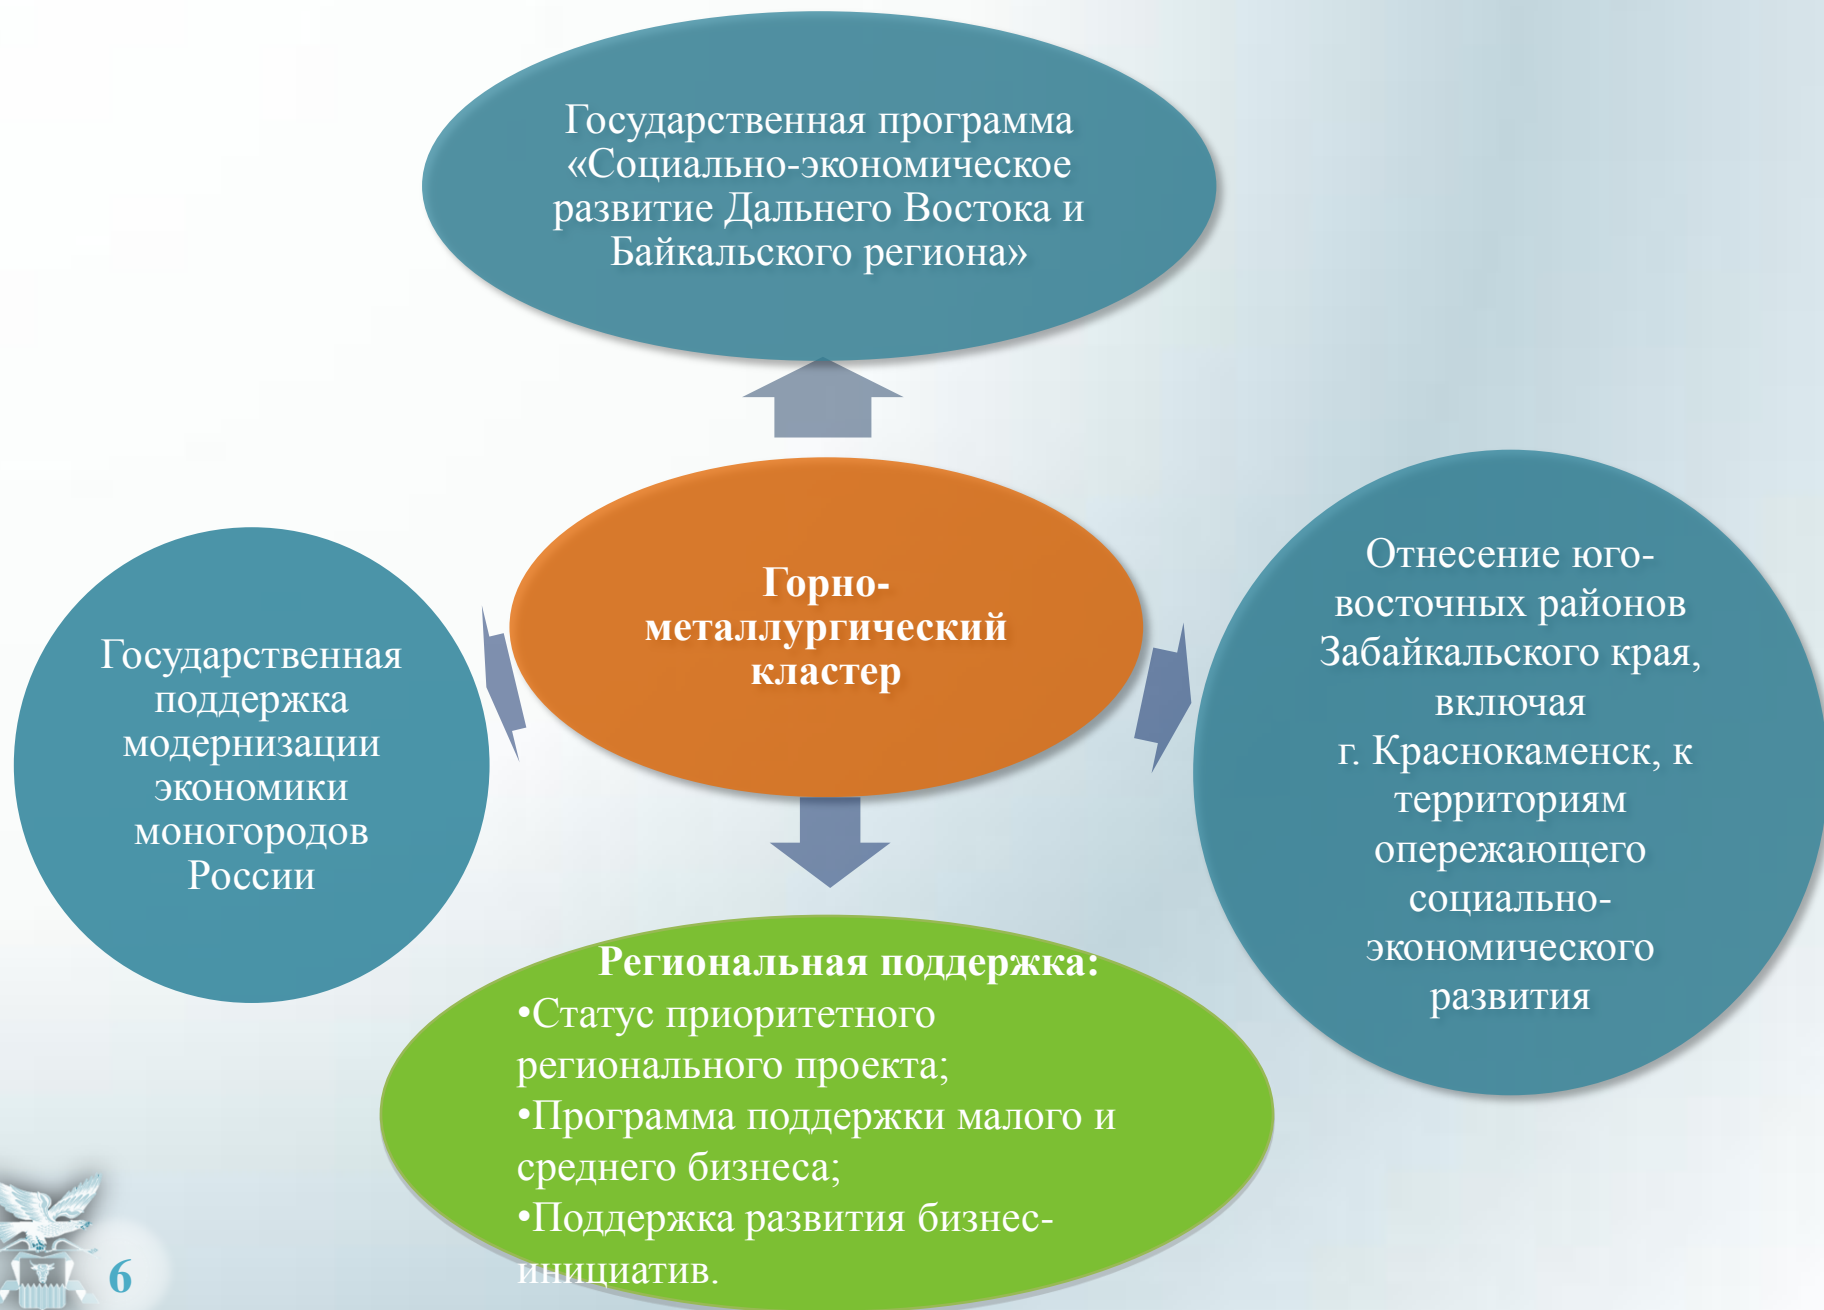 Государственная программа
«Социально-экономическое
развитие Дальнего Востока и
Байкальского региона»
Горно-
металлургический
кластер
Государственная
поддержка
модернизации
экономики
моногородов
России
Отнесение юго-
восточных районов
Забайкальского края,
включая
г. Краснокаменск, к
территориям
опережающего
социально-
экономического
развития
Региональная поддержка:
•Статус приоритетного
регионального проекта;
•Программа поддержки малого и
среднего бизнеса;
•Поддержка развития бизнес-
инициатив.
6